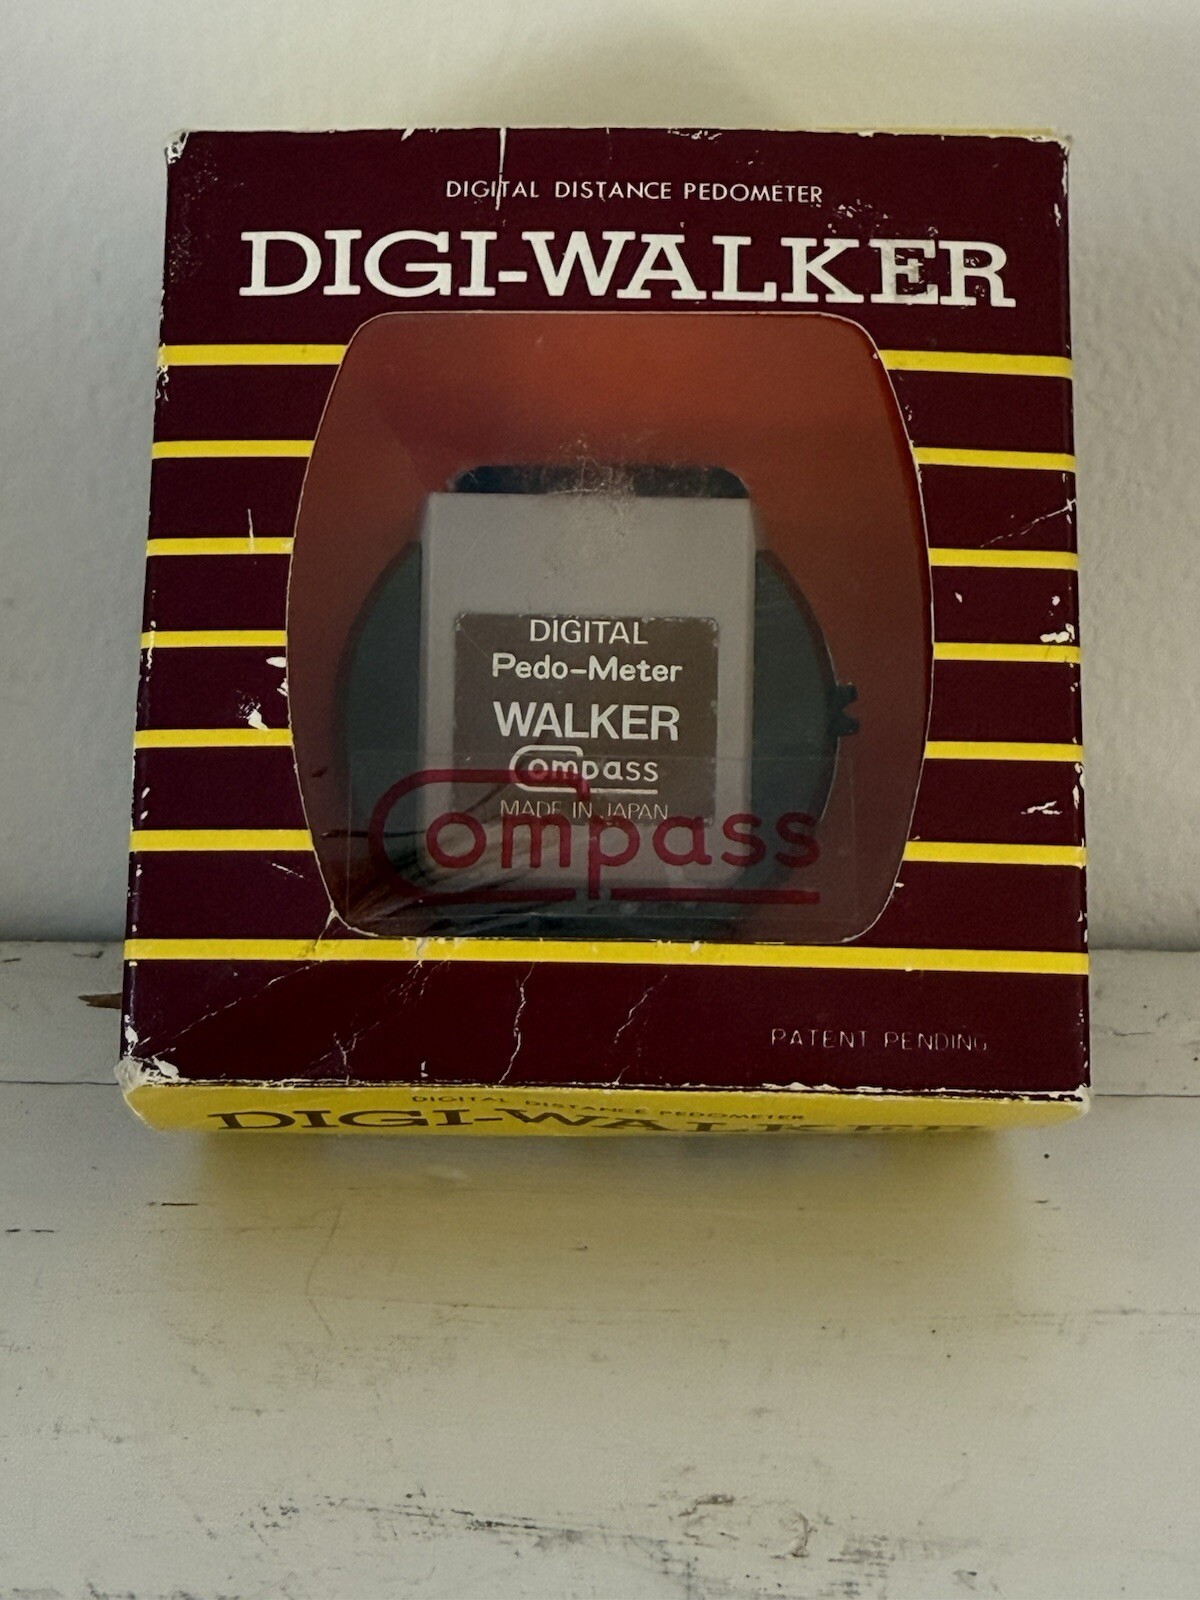 DIGITAL DISTANCE PEDOMETER
DIGI-WALKER
DIGITAL
Pedo-Meter
WALKER
Compass
MADE IN JAPAN
Compass
PATENT PENDING
DIGITAL DISTANCE PEDOMETER
DIGI-WALKER